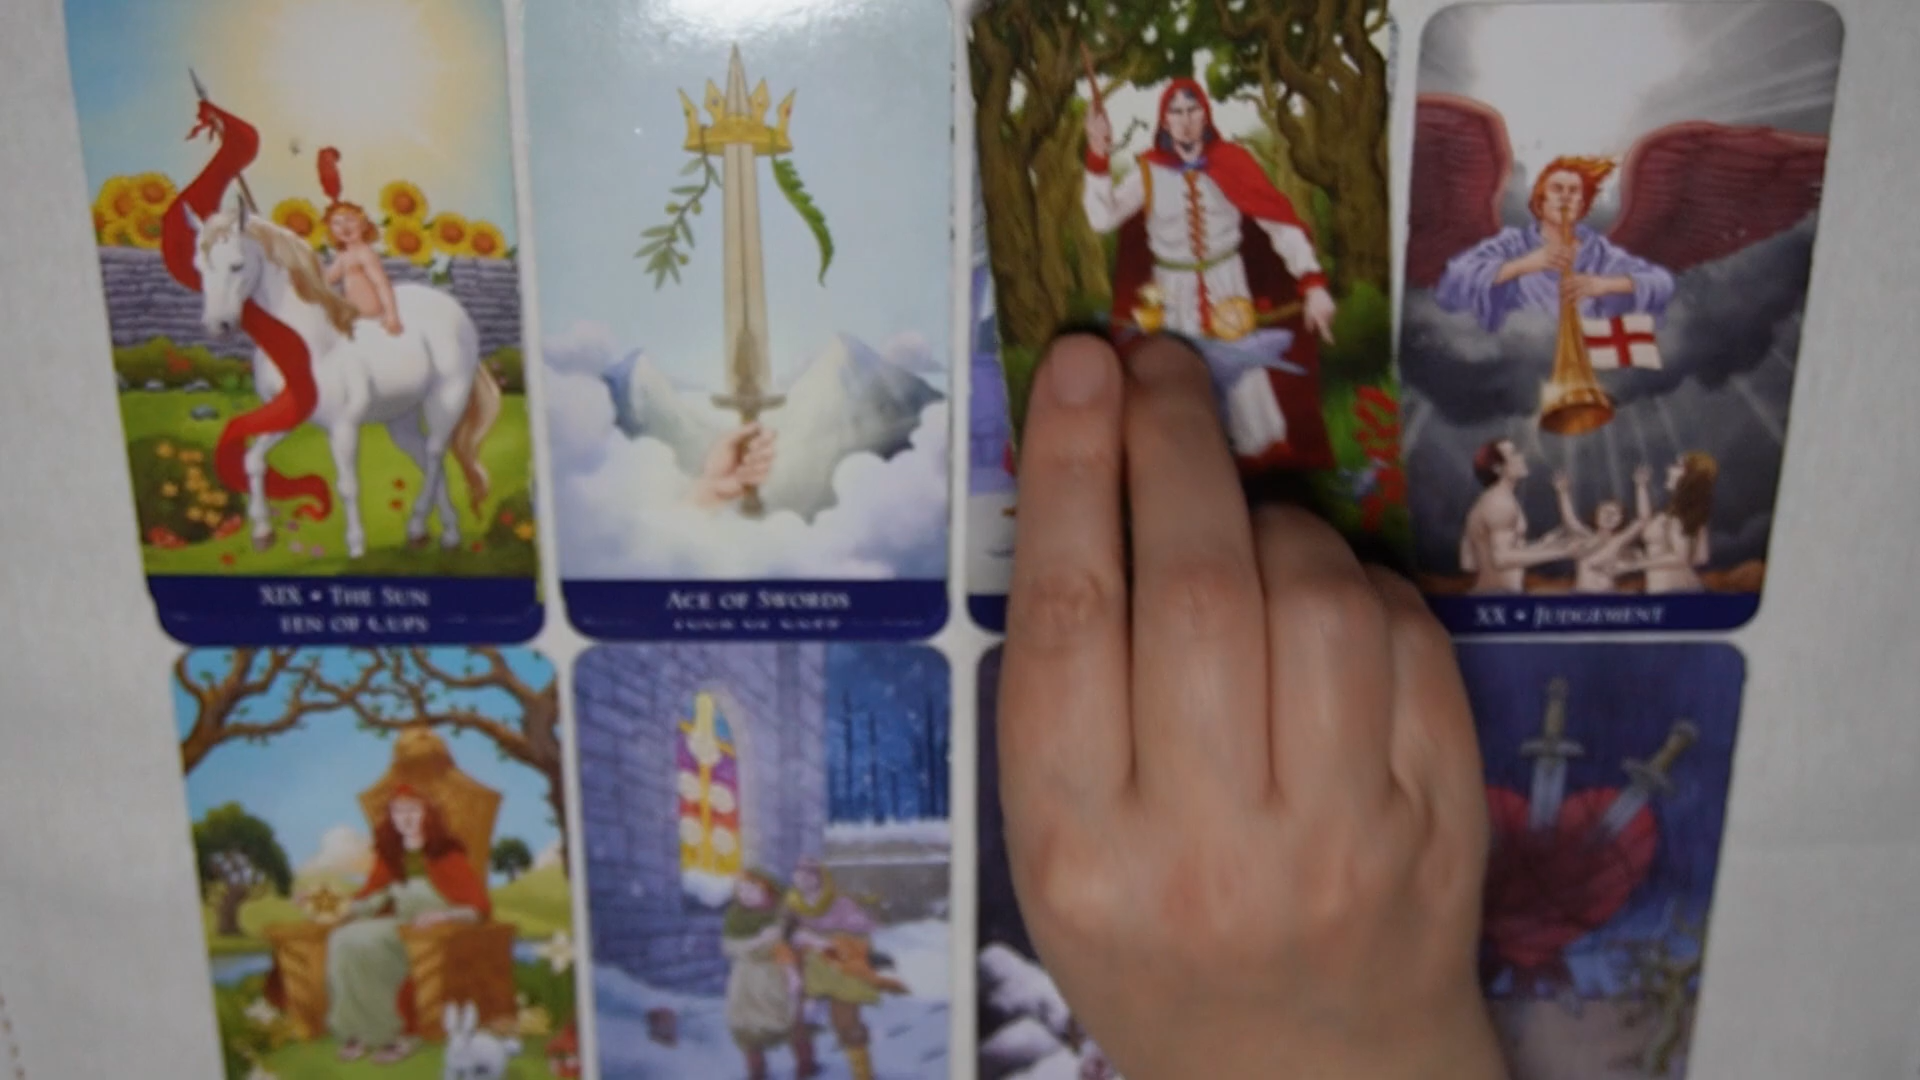 XIX • THE SUN
TEN OF CUPS
ACE OF SWORDS
XX • JUDGEMENT